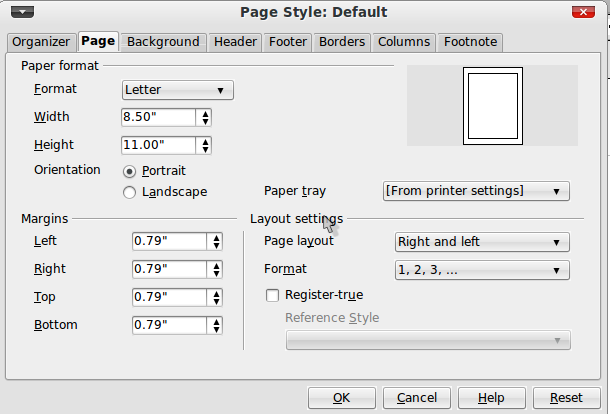 Page Style: Default
Organizer Page Background Header Footer Borders Columns Footnote
Paper format
Format Letter
Width 8.50"
Height 11.00"
Orientation Portrait
Landscape
Paper tray [From printer settings]
Margins
Left 0.79"
Right 0.79"
Top 0.79"
Bottom 0.79"
Layout settings
Page layout Right and left
Format 1, 2, 3, ...
Register-true
Reference Style
OK Cancel Help Reset